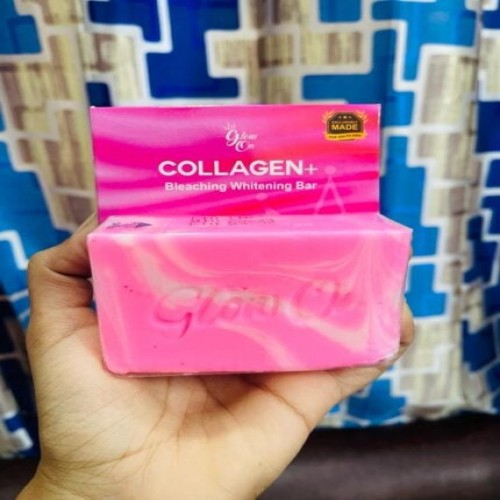 Glow
On
MADE
COLLAGEN+
Bleaching Whitening Bar
Glow On